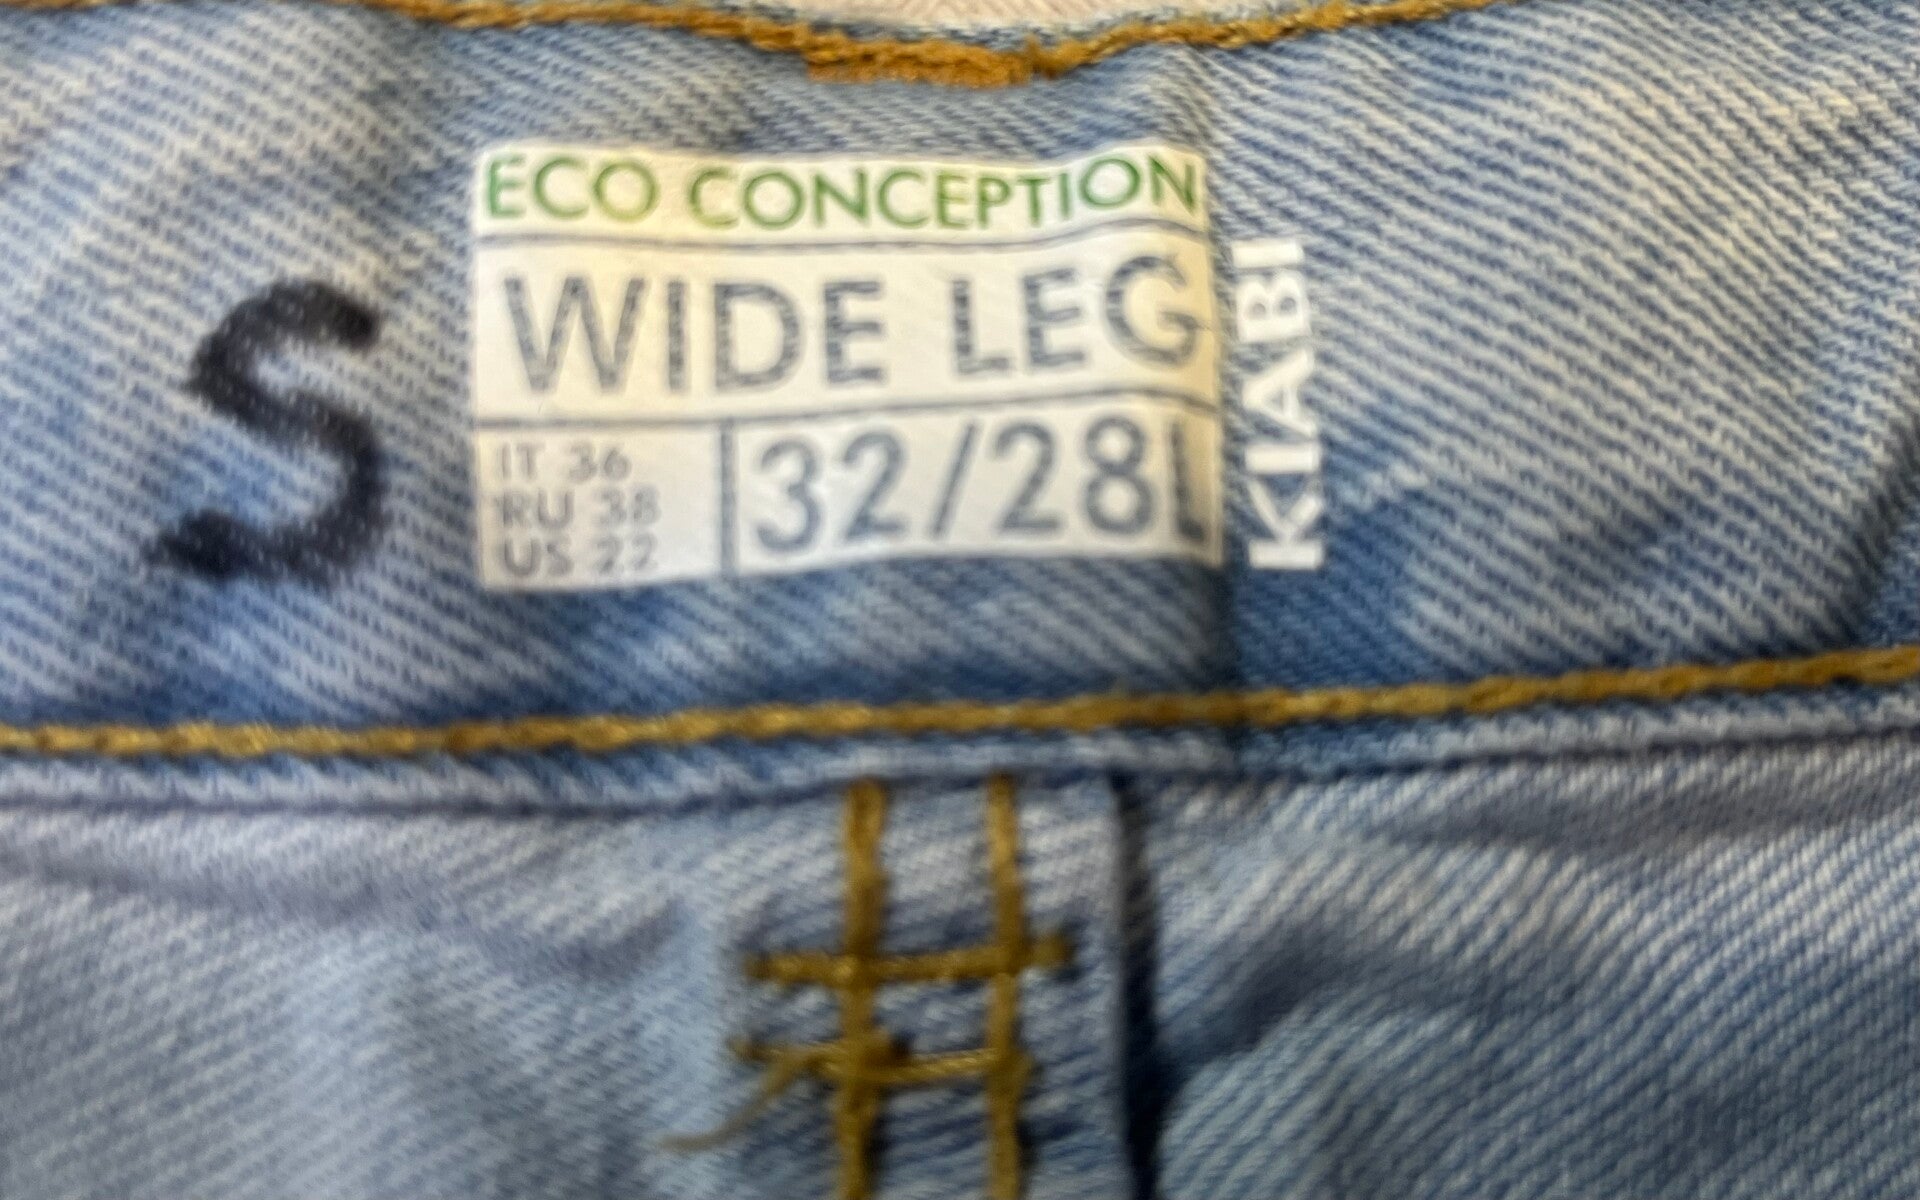 S
ECO CONCEPTION
WIDE LEG
IT 36
RU 38
US 22
32/28L
KIABI